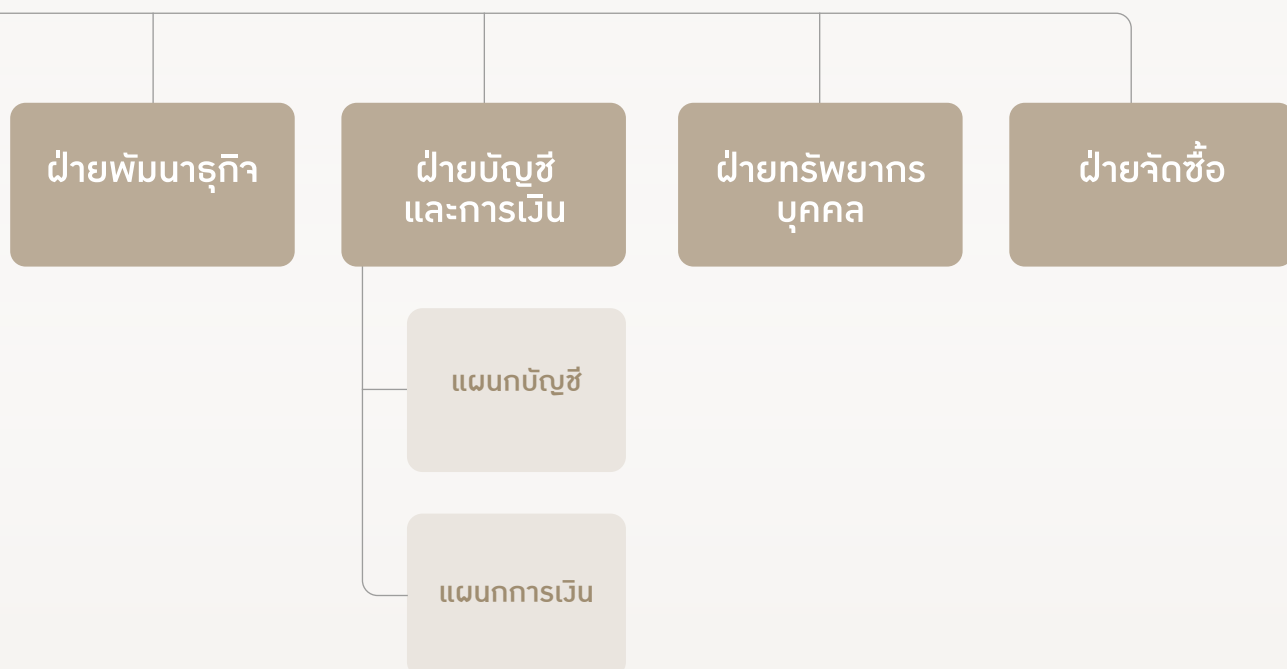 ฝ่ายพัมนาธุกิจ
ฝ่ายบัญชี
และการเงิน
ฝ่ายทรัพยากร
บุคคล
ฝ่ายจัดซื้อ
แผนกบัญชี
แผนกการเงิน